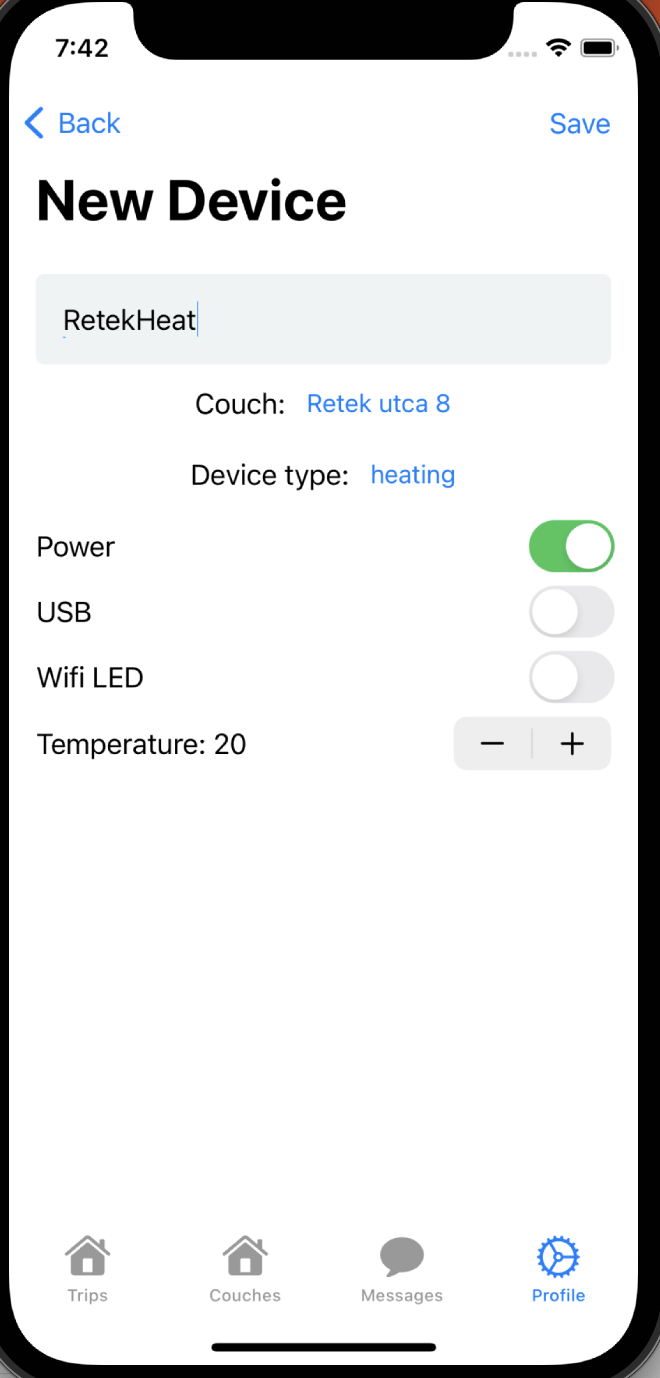 7:42
Back Save
New Device
RetekHeat
Couch: Retek utca 8
Device type: heating
Power
USB
Wifi LED
Temperature: 20 − +
Trips Couches Messages Profile